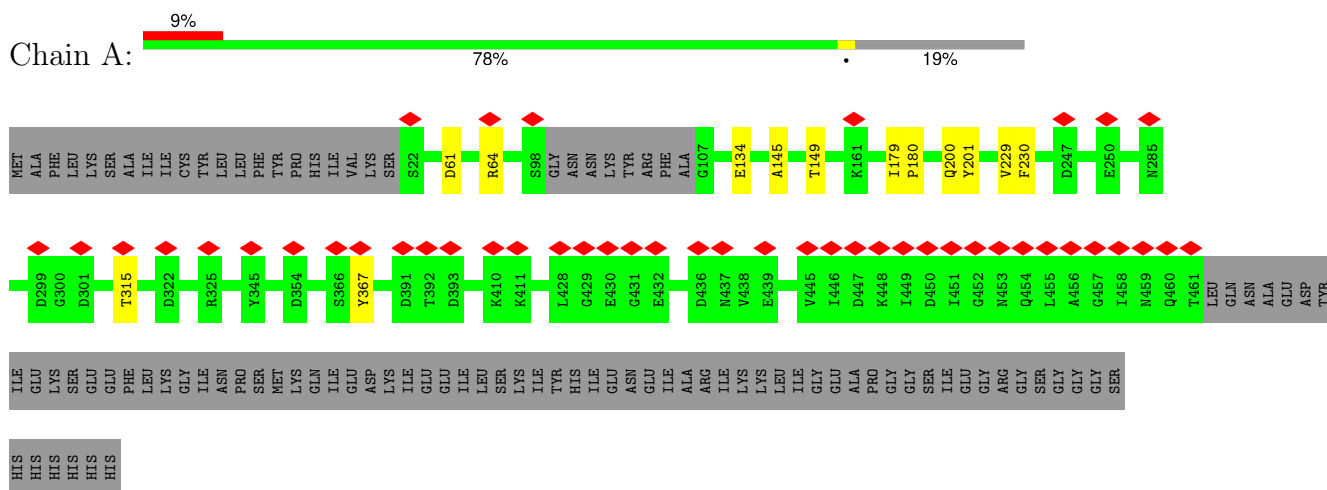 9%
Chain A:
78% • 19%
MET ALA PHE LEU LYS SER ALA ILE ILE CYS TYR LEU LEU PHE TYR PRO HIS ILE VAL LYS SER S22 D61 R64 S98 GLY ASN ASN LYS TYR ARG PHE ALA G107 E134 A145 T149 K161 I179 P180 Q200 Y201 V229 F230 D247 E250 N285
D299 G300 D301 T315 D322 R325 Y345 D354 S366 Y367 D391 T392 D393 K410 K411 L428 G429 E430 G431 E432 D436 N437 V438 E439 V445 I446 D447 K448 I449 D450 I451 G452 N453 Q454 L455 A456 G457 I458 N459 Q460 T461 LEU GLN ASN ALA GLU ASP TYR
ILE GLU LYS SER GLU GLU PHE LEU LYS GLY ILE ASN PRO SER MET LYS GLN ILE GLU ASP LYS ILE GLU GLU ILE LEU SER LYS ILE TYR HIS ILE GLU ASN GLU ILE ALA ARG ILE LYS LYS LEU ILE GLY GLU ALA PRO GLY GLY SER ILE GLU GLY ARG GLY SER GLY GLY GLY SER
HIS HIS HIS HIS HIS HIS